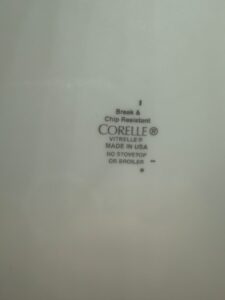 Break &
Chip Resistant
CORELLE®
VITRELLE®
MADE IN USA
NO STOVETOP
OR BROILER